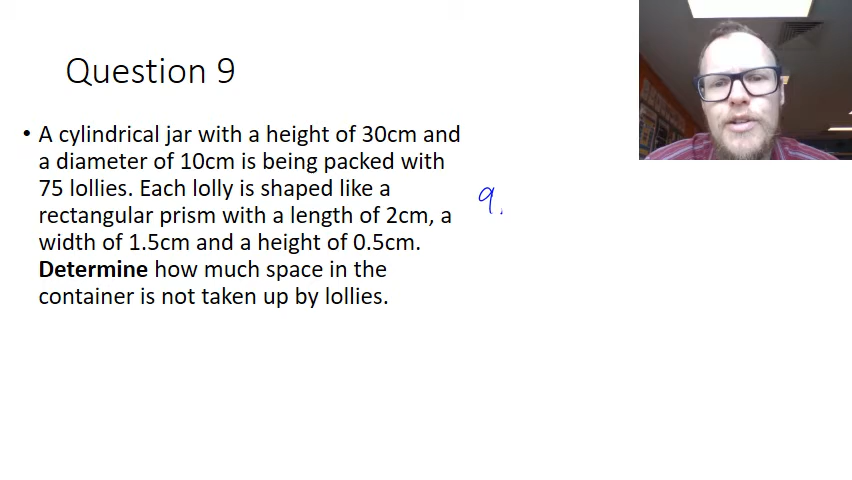 Question 9
• A cylindrical jar with a height of 30cm and
a diameter of 10cm is being packed with
75 lollies. Each lolly is shaped like a
rectangular prism with a length of 2cm, a
width of 1.5cm and a height of 0.5cm.
Determine how much space in the
container is not taken up by lollies.
9.